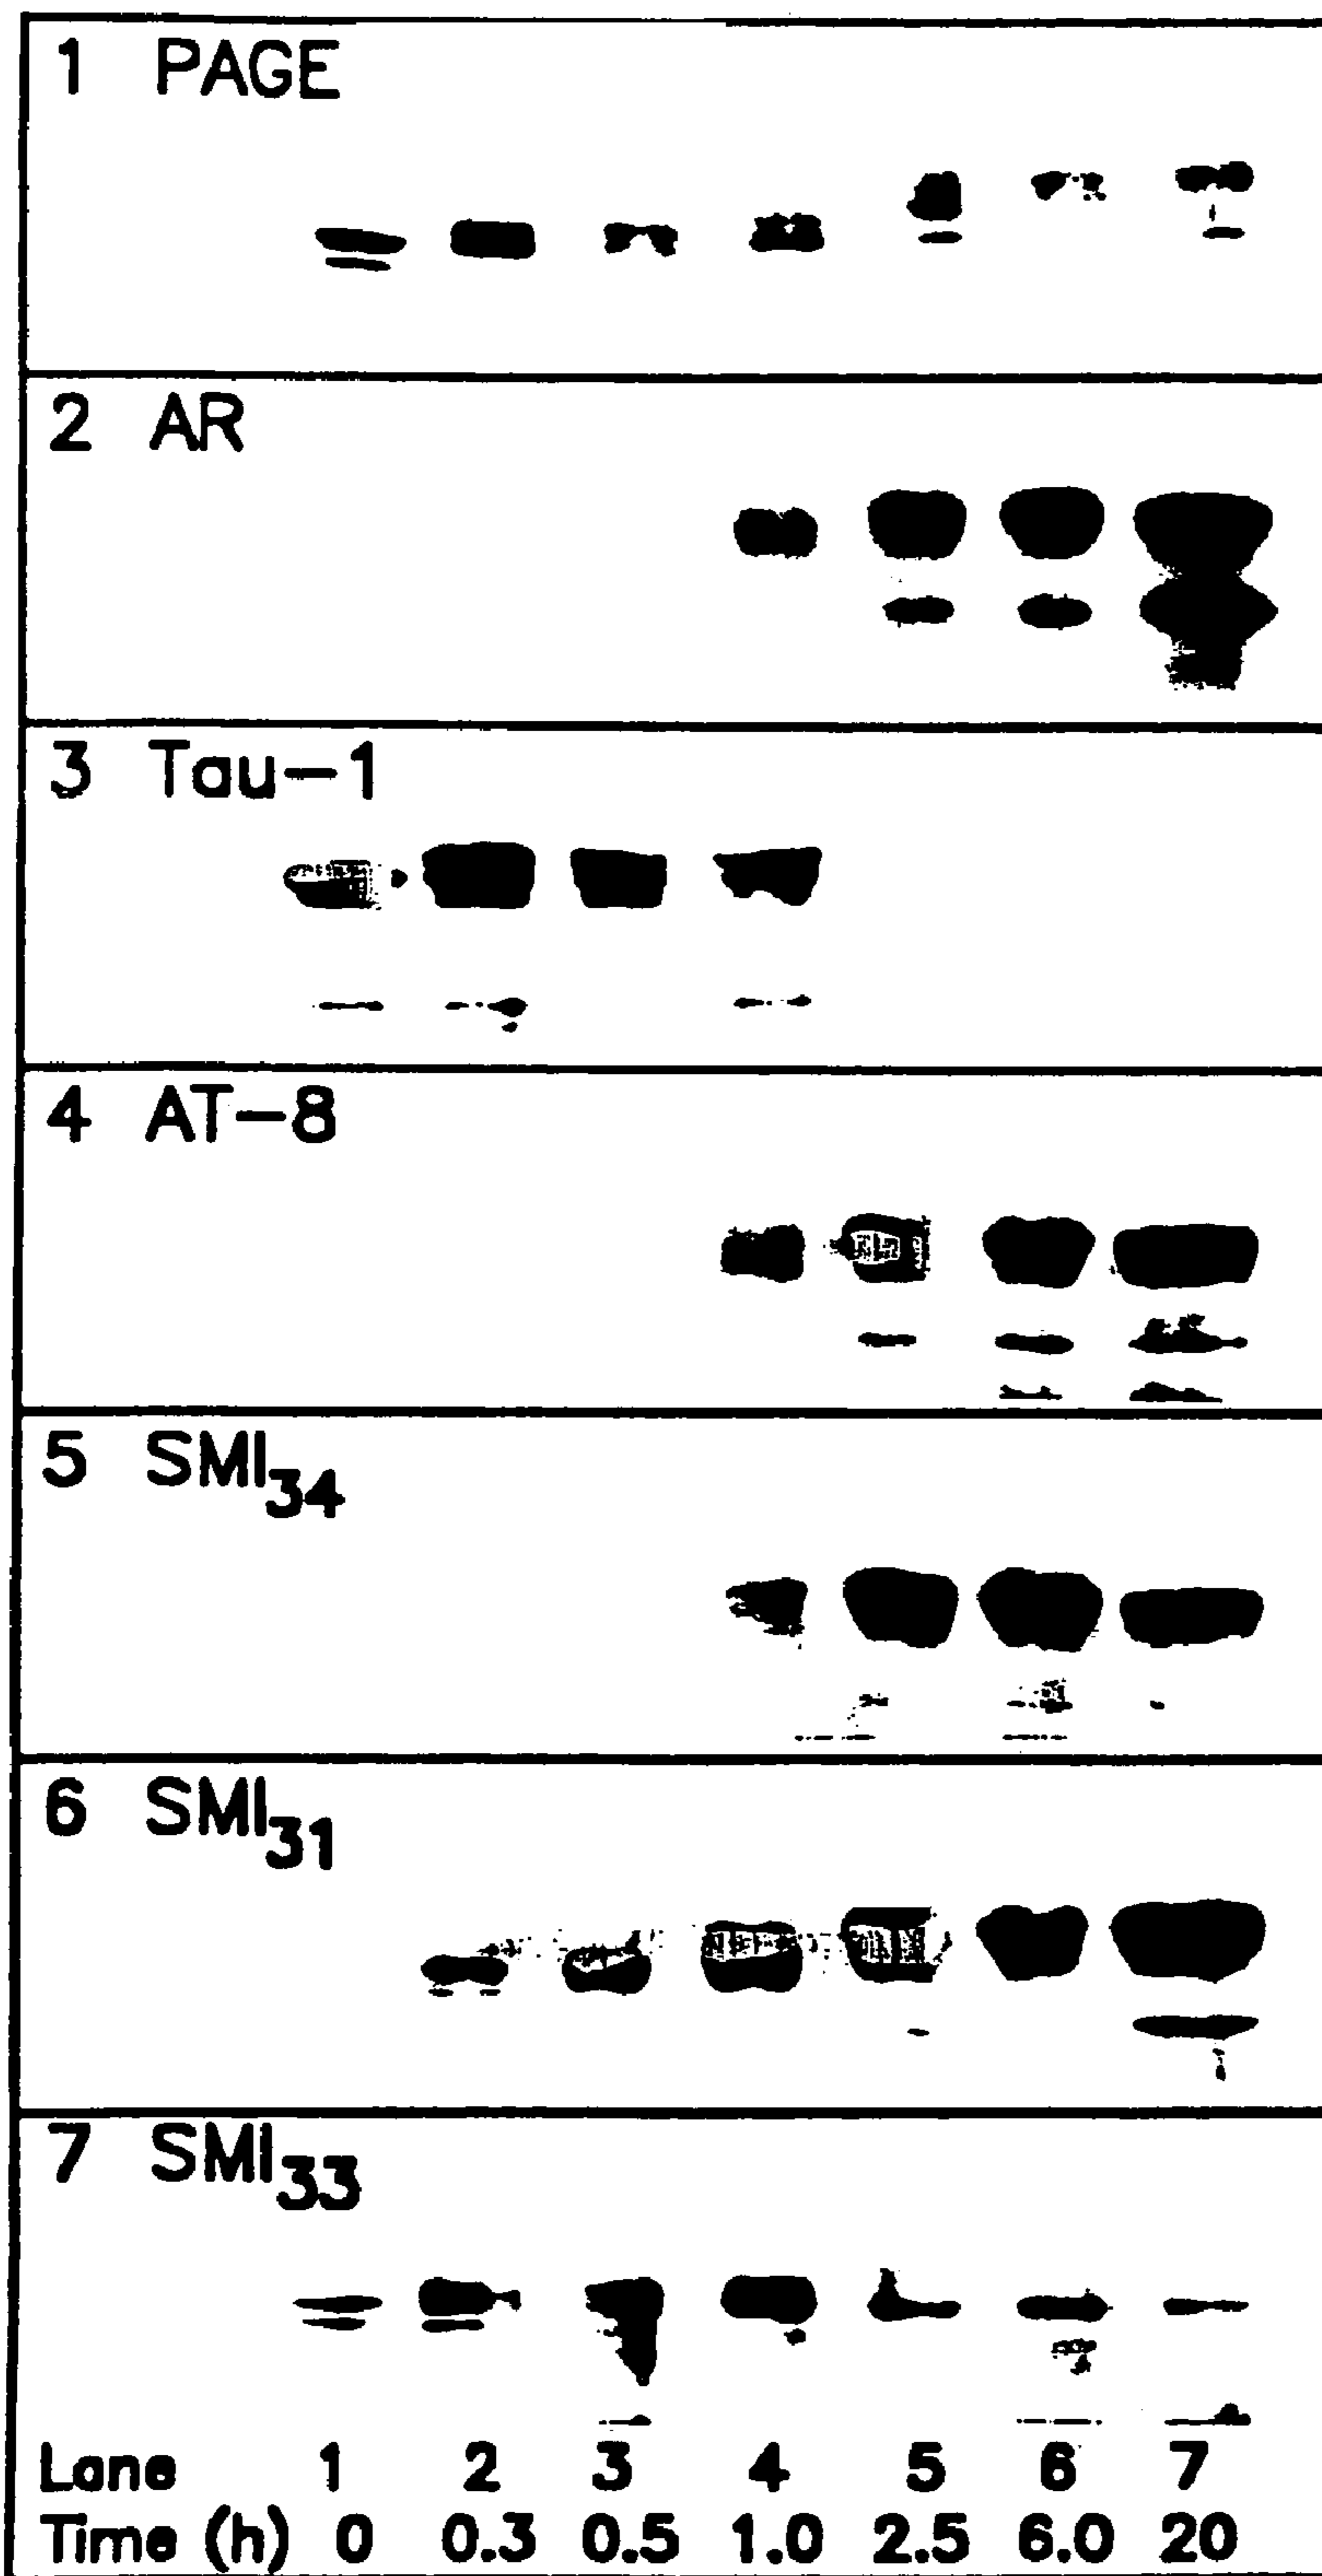 1 PAGE
2 AR
3 Tau-1
4 AT-8
5 SMI34
6 SMI31
7 SMI33
Lane 1 2 3 4 5 6 7
Time (h) 0 0.3 0.5 1.0 2.5 6.0 20